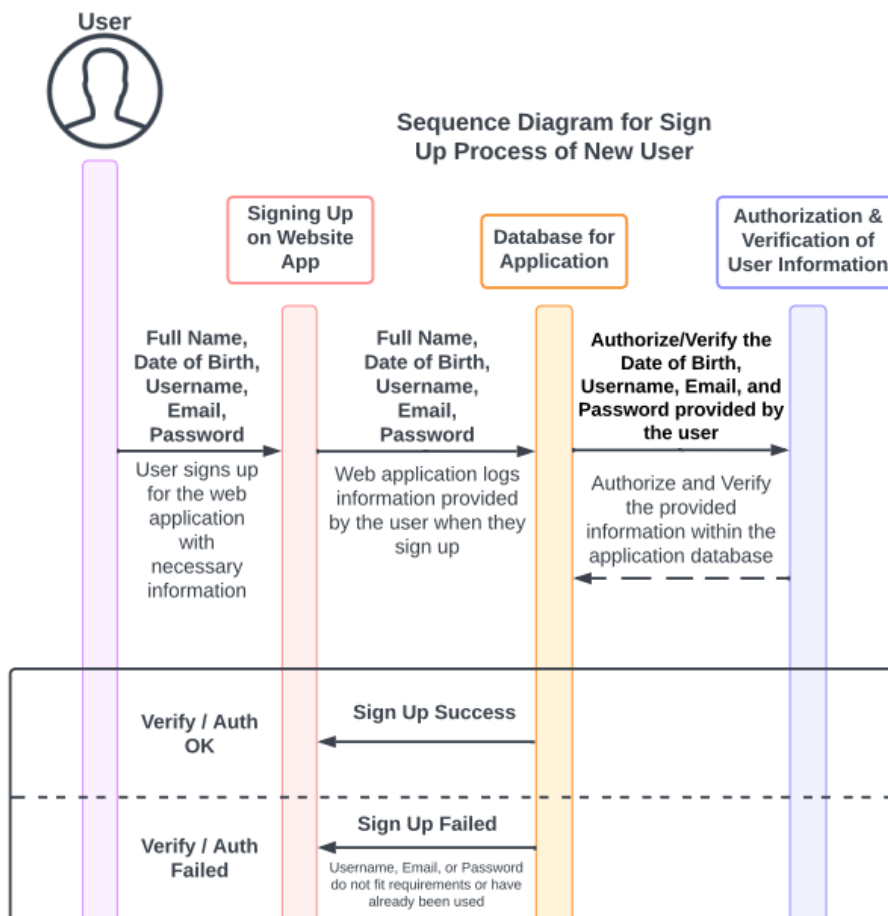 User
Sequence Diagram for Sign
Up Process of New User
Signing Up
on Website
App
Database for
Application
Authorization &
Verification of
User Information
Full Name,
Date of Birth,
Username,
Email,
Password
User signs up
for the web
application
with
necessary
information
Full Name,
Date of Birth,
Username,
Email,
Password
Web application logs
information provided
by the user when they
sign up
Authorize/Verify the
Date of Birth,
Username, Email, and
Password provided by
the user
Authorize and Verify
the provided
information within the
application database
Verify / Auth
OK
Sign Up Success
Verify / Auth
Failed
Sign Up Failed
Username, Email, or Password
do not fit requirements or have
already been used